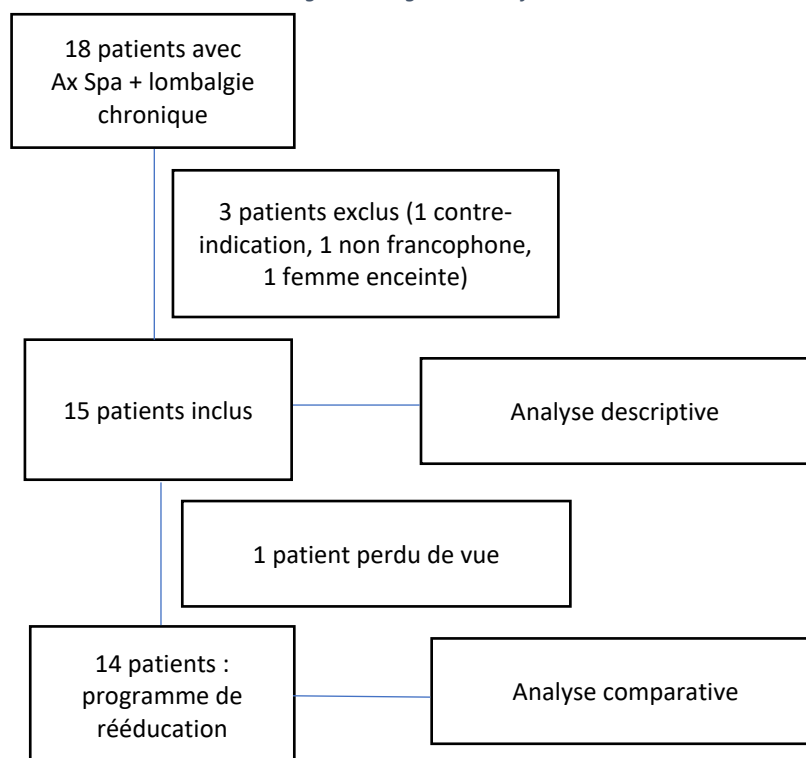 18 patients avec
Ax Spa + lombalgie
chronique
3 patients exclus (1 contre-
indication, 1 non francophone,
1 femme enceinte)
15 patients inclus
Analyse descriptive
1 patient perdu de vue
14 patients :
programme de
rééducation
Analyse comparative